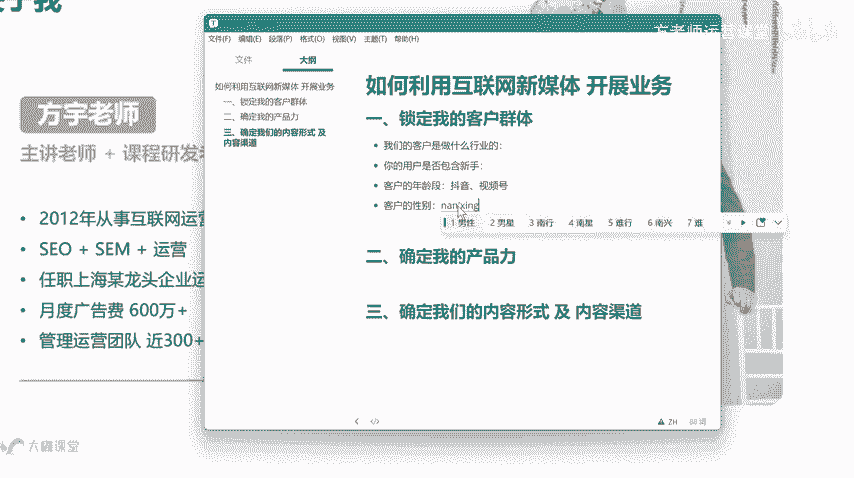 关于我
方老师运营课堂
文件(F) 编辑(E) 段落(P) 格式(O) 视图(V) 主题(T) 帮助(H)
文件 大纲
如何利用互联网新媒体 开展业务
一、锁定我的客户群体
二、确定我的产品力
三、确定我们的内容形式 及
内容渠道
如何利用互联网新媒体 开展业务
一、锁定我的客户群体
• 我们的客户是做什么行业的：
• 你的用户是否包含新手：
• 客户的年龄段：抖音、视频号
• 客户的性别：nan'xing
1 男性 2 男星 3 南行 4 南星 5 难行 6 南兴 7 难
二、确定我的产品力
三、确定我们的内容形式 及 内容渠道
ZH 88 词
方宇老师
主讲老师 + 课程研发老
• 2012年从事互联网运营
• SEO + SEM + 运营
• 任职上海某龙头企业运
• 月度广告费 600万+
• 管理运营团队 近300+
课堂